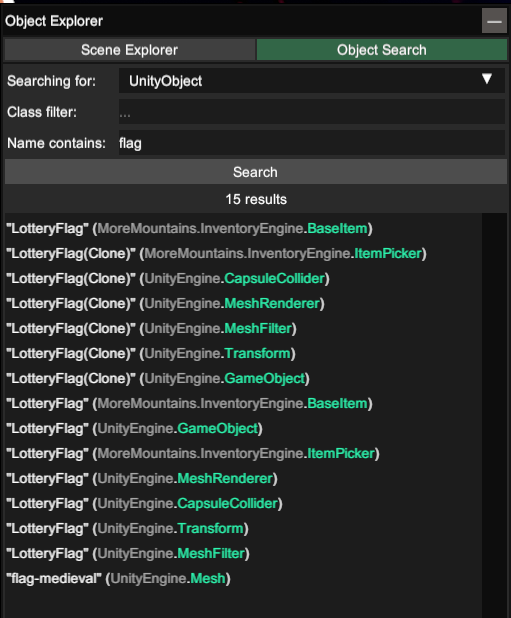 Object Explorer
—
Scene Explorer
Object Search
Searching for: UnityObject ▼
Class filter: ...
Name contains: flag
Search
15 results
"LotteryFlag" (MoreMountains.InventoryEngine.BaseItem)
"LotteryFlag(Clone)" (MoreMountains.InventoryEngine.ItemPicker)
"LotteryFlag(Clone)" (UnityEngine.CapsuleCollider)
"LotteryFlag(Clone)" (UnityEngine.MeshRenderer)
"LotteryFlag(Clone)" (UnityEngine.MeshFilter)
"LotteryFlag(Clone)" (UnityEngine.Transform)
"LotteryFlag(Clone)" (UnityEngine.GameObject)
"LotteryFlag" (MoreMountains.InventoryEngine.BaseItem)
"LotteryFlag" (UnityEngine.GameObject)
"LotteryFlag" (MoreMountains.InventoryEngine.ItemPicker)
"LotteryFlag" (UnityEngine.MeshRenderer)
"LotteryFlag" (UnityEngine.CapsuleCollider)
"LotteryFlag" (UnityEngine.Transform)
"LotteryFlag" (UnityEngine.MeshFilter)
"flag-medieval" (UnityEngine.Mesh)